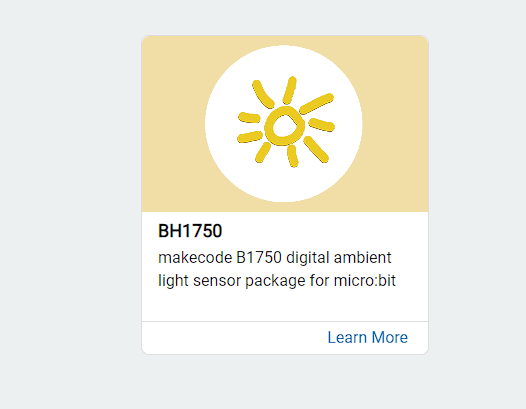 BH1750
makecode B1750 digital ambient
light sensor package for micro:bit
Learn More